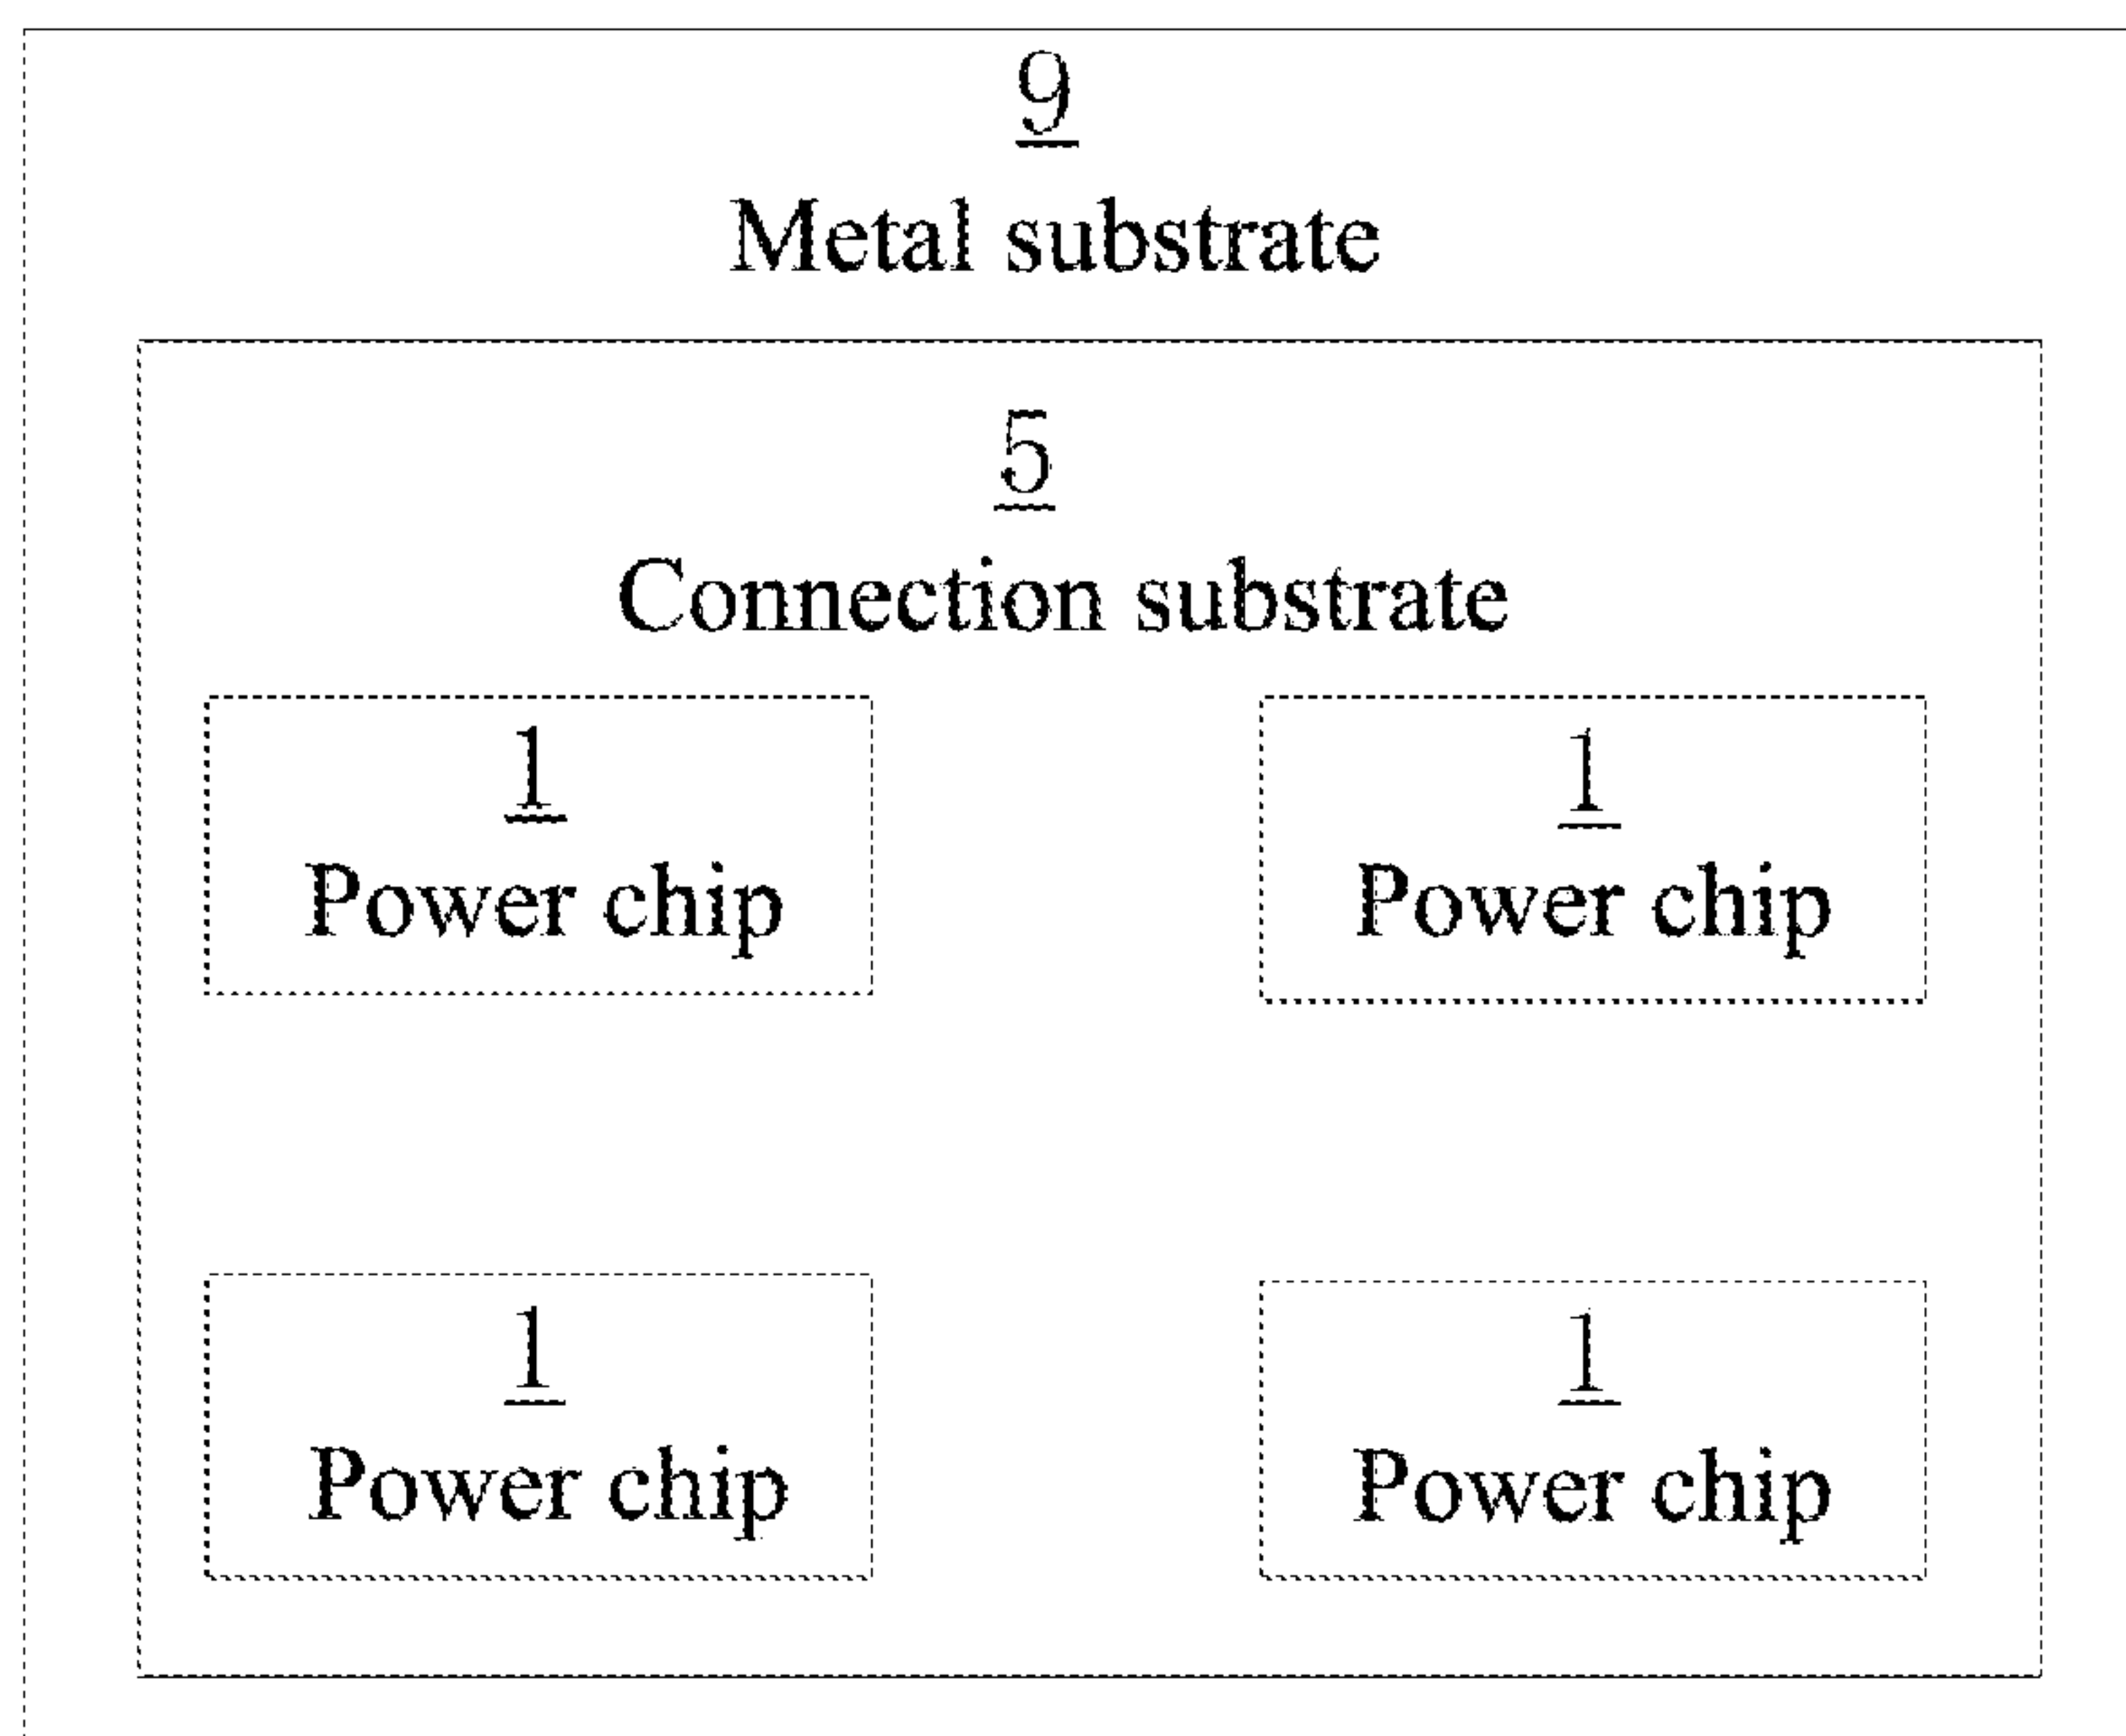 9
Metal substrate
5
Connection substrate
1
Power chip
1
Power chip
1
Power chip
1
Power chip